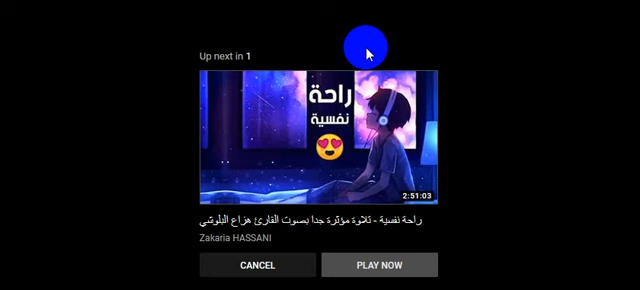 Up next in 1
راحة
نفسية
2:51:03
راحة نفسية - تلاوة مؤثرة جدا بصوت القارئ هزاع البلوشي
Zakaria HASSANI
CANCEL
PLAY NOW